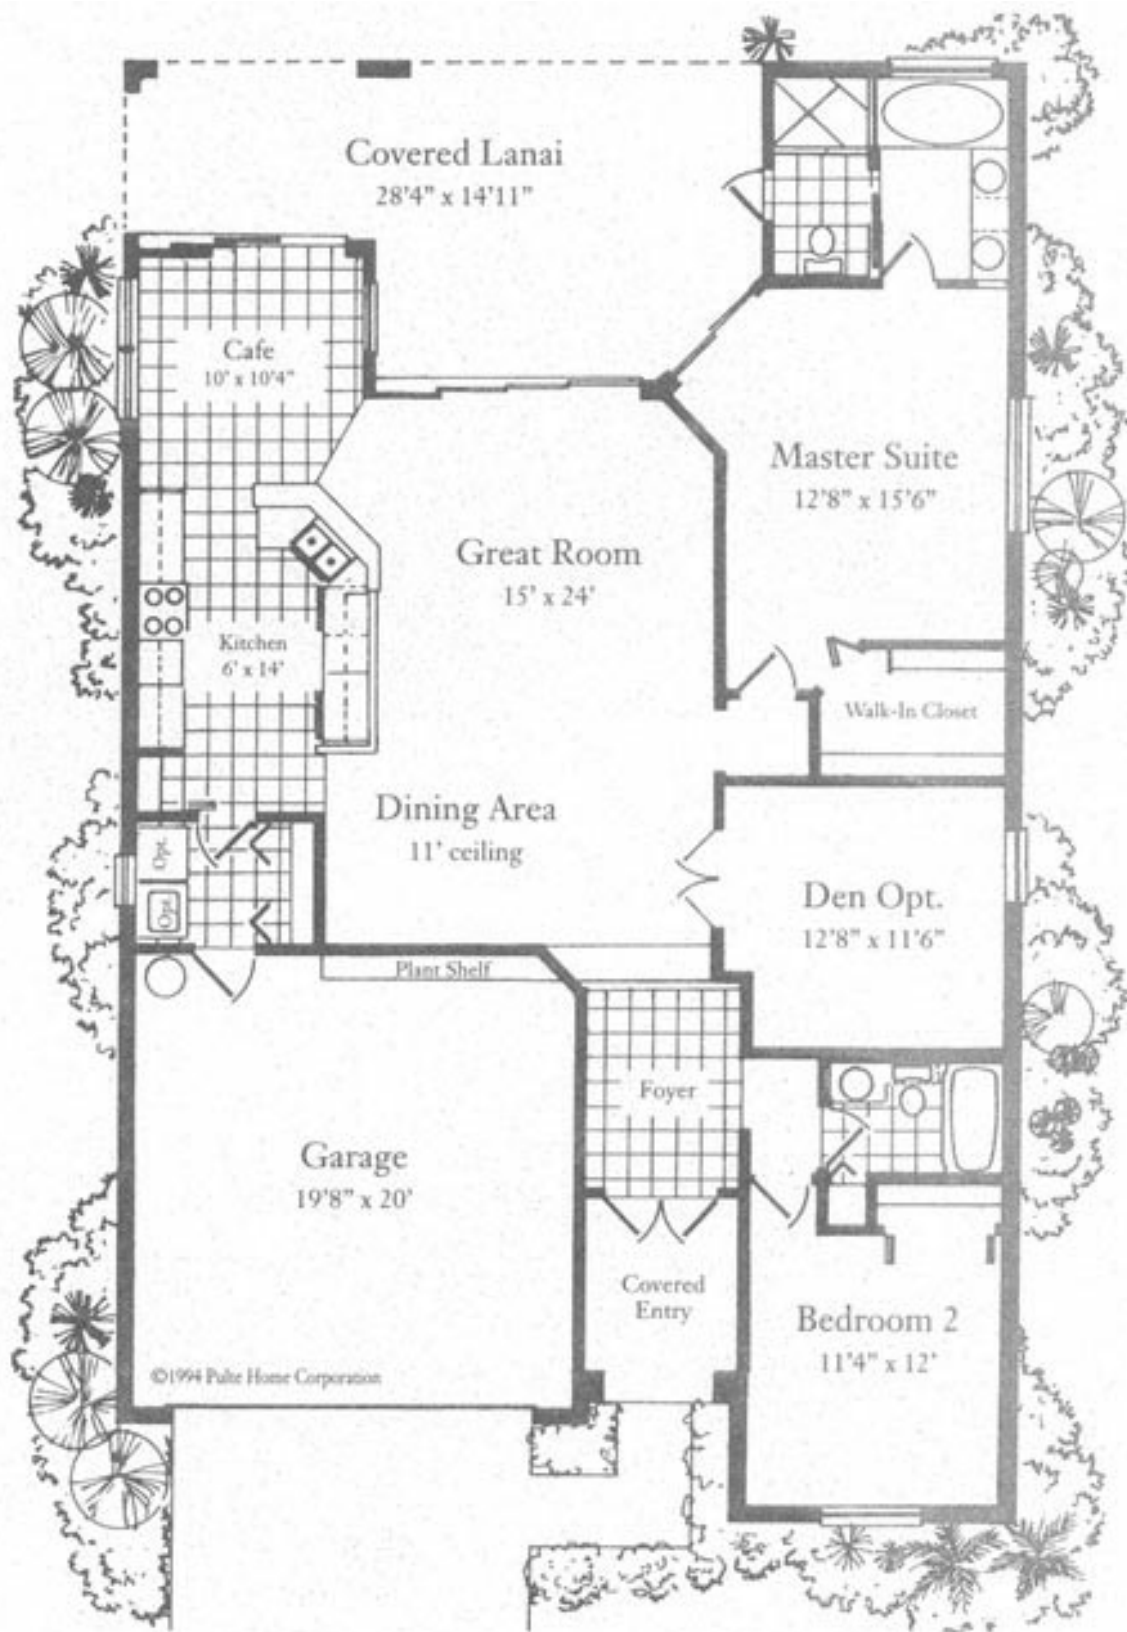 Covered Lanai
28'4" x 14'11"
Cafe
10' x 10'4"
Master Suite
12'8" x 15'6"
Great Room
15' x 24'
Kitchen
6' x 14'
Walk-In Closet
Dining Area
11' ceiling
Opt.
Opt.
Den Opt.
12'8" x 11'6"
Plant Shelf
Foyer
Garage
19'8" x 20'
Covered
Entry
Bedroom 2
11'4" x 12'
©1994 Pulte Home Corporation